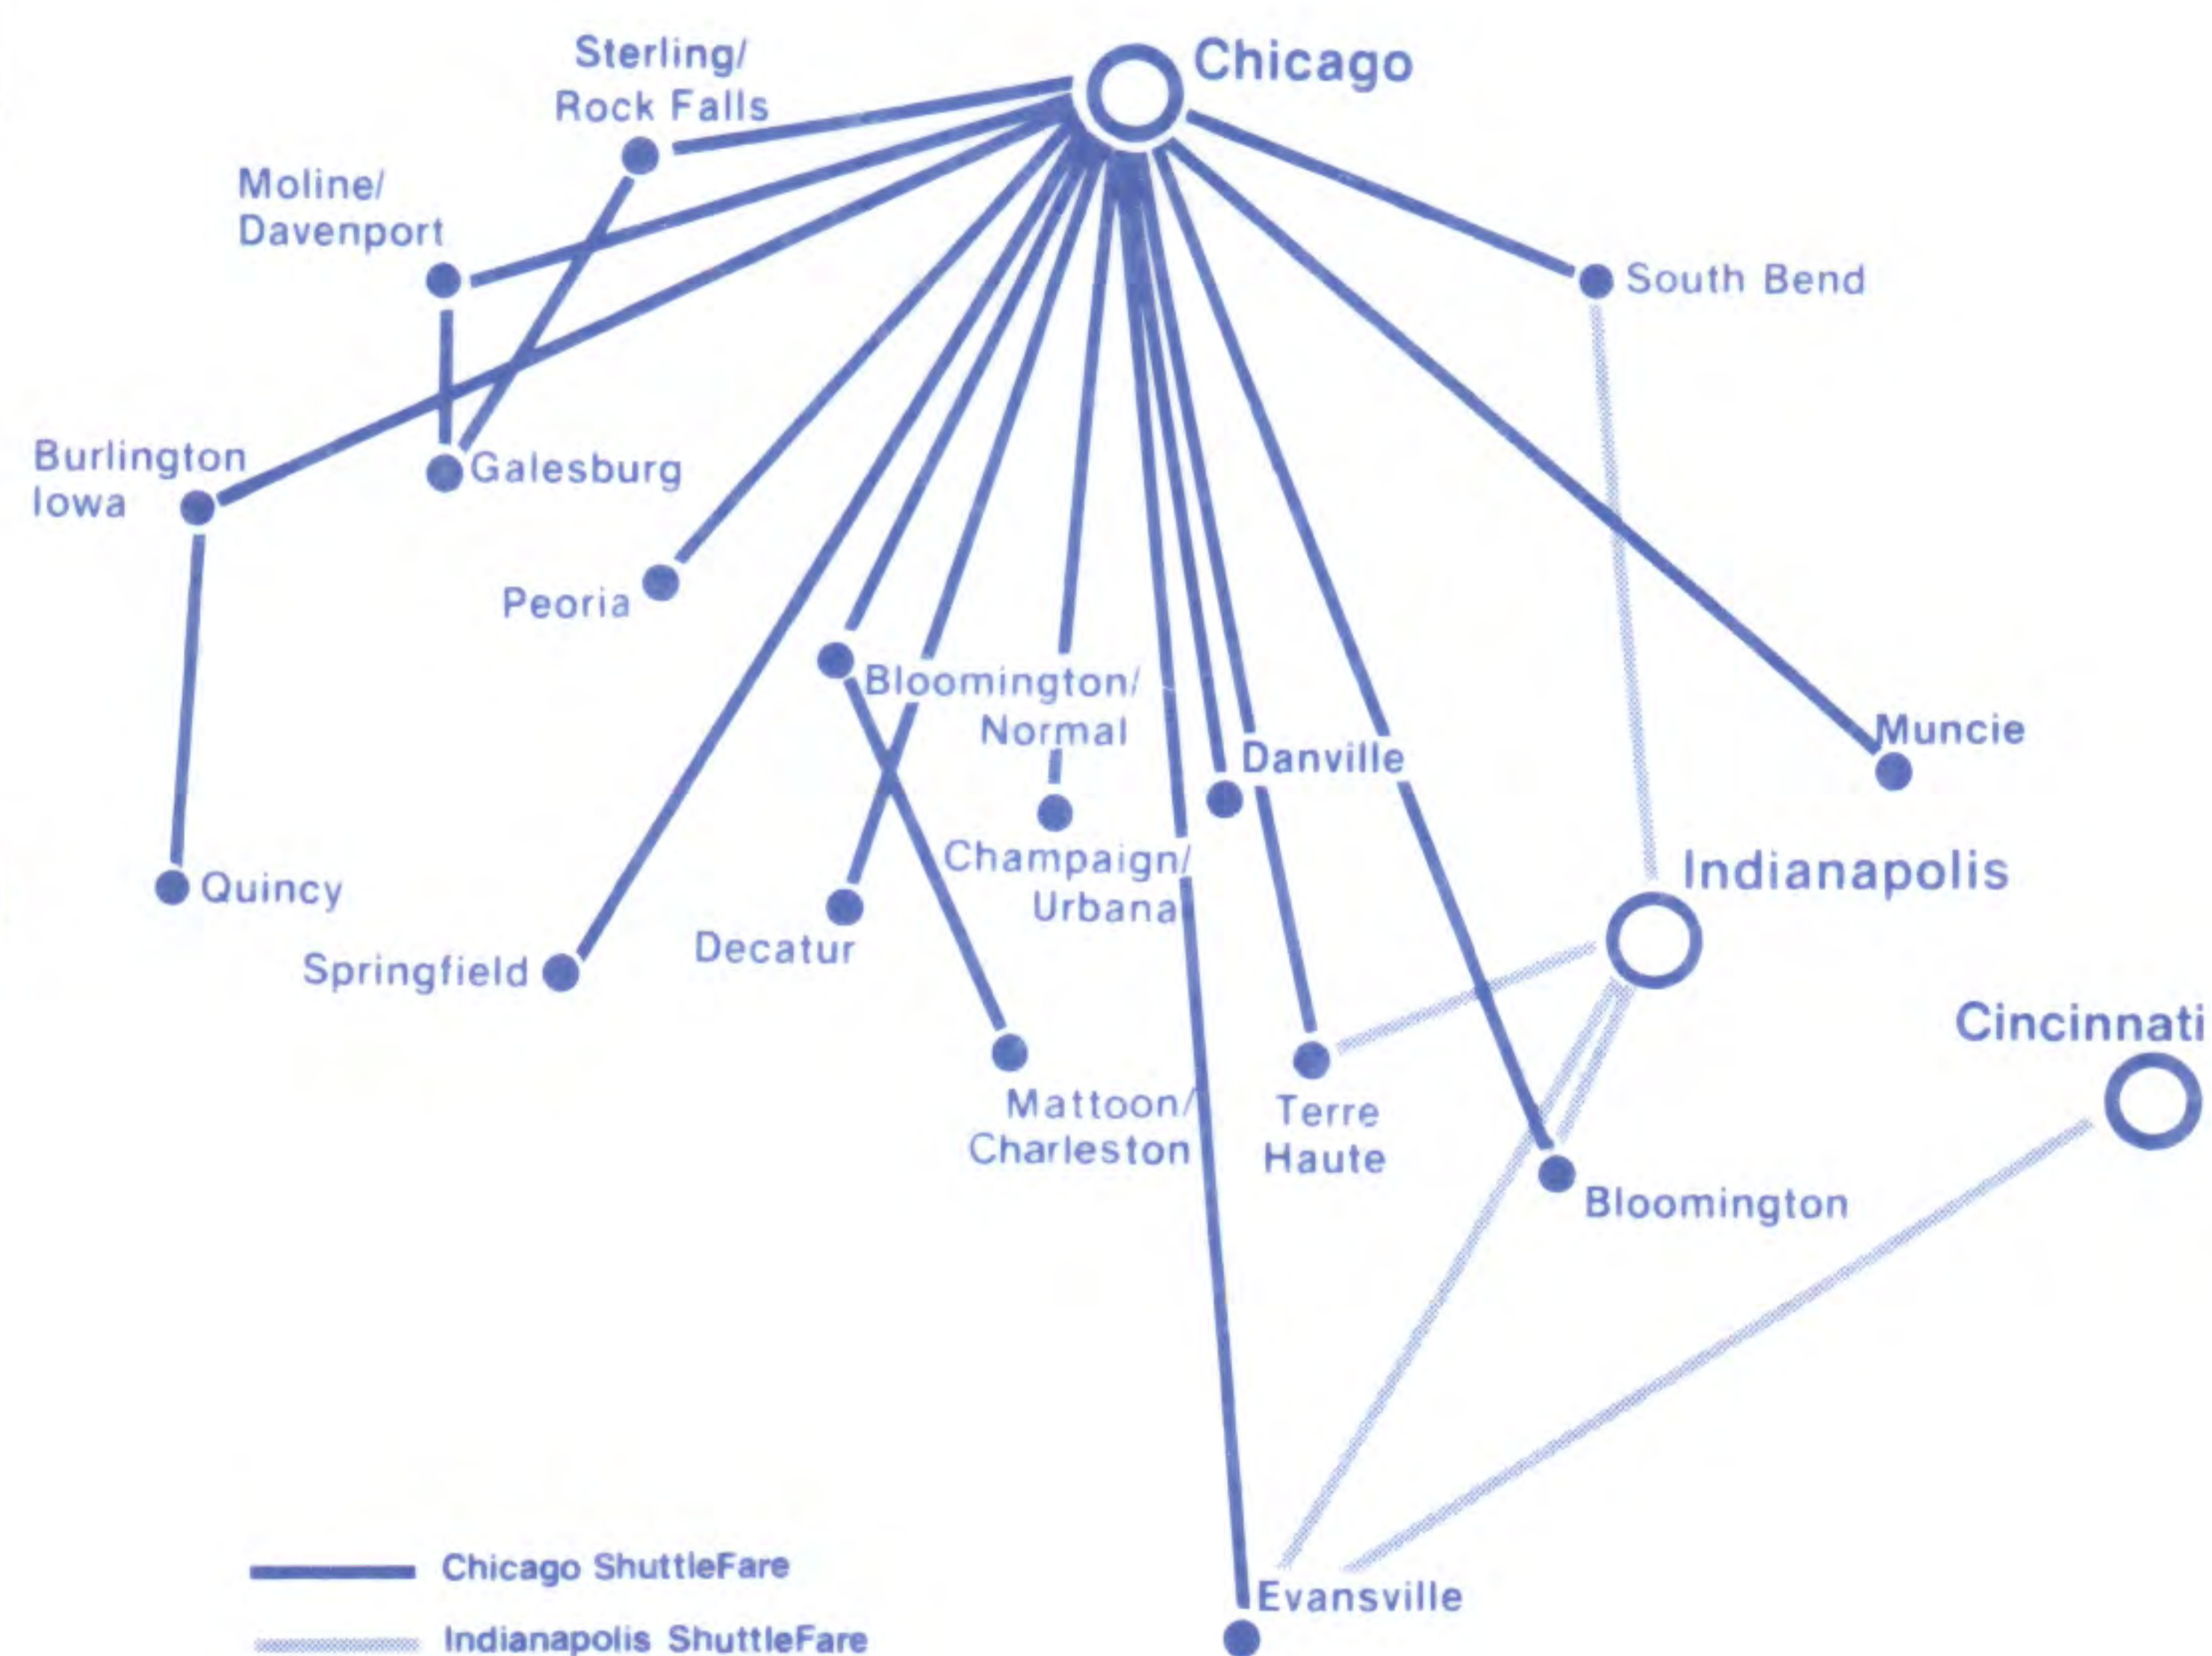 Sterling/
Rock Falls
Chicago
Moline/
Davenport
South Bend
Burlington
Iowa
Galesburg
Peoria
Bloomington/
Normal
Danville
Muncie
Champaign/
Urbana
Indianapolis
Quincy
Decatur
Springfield
Cincinnati
Mattoon/
Charleston
Terre
Haute
Bloomington
Chicago ShuttleFare
Evansville
Indianapolis ShuttleFare